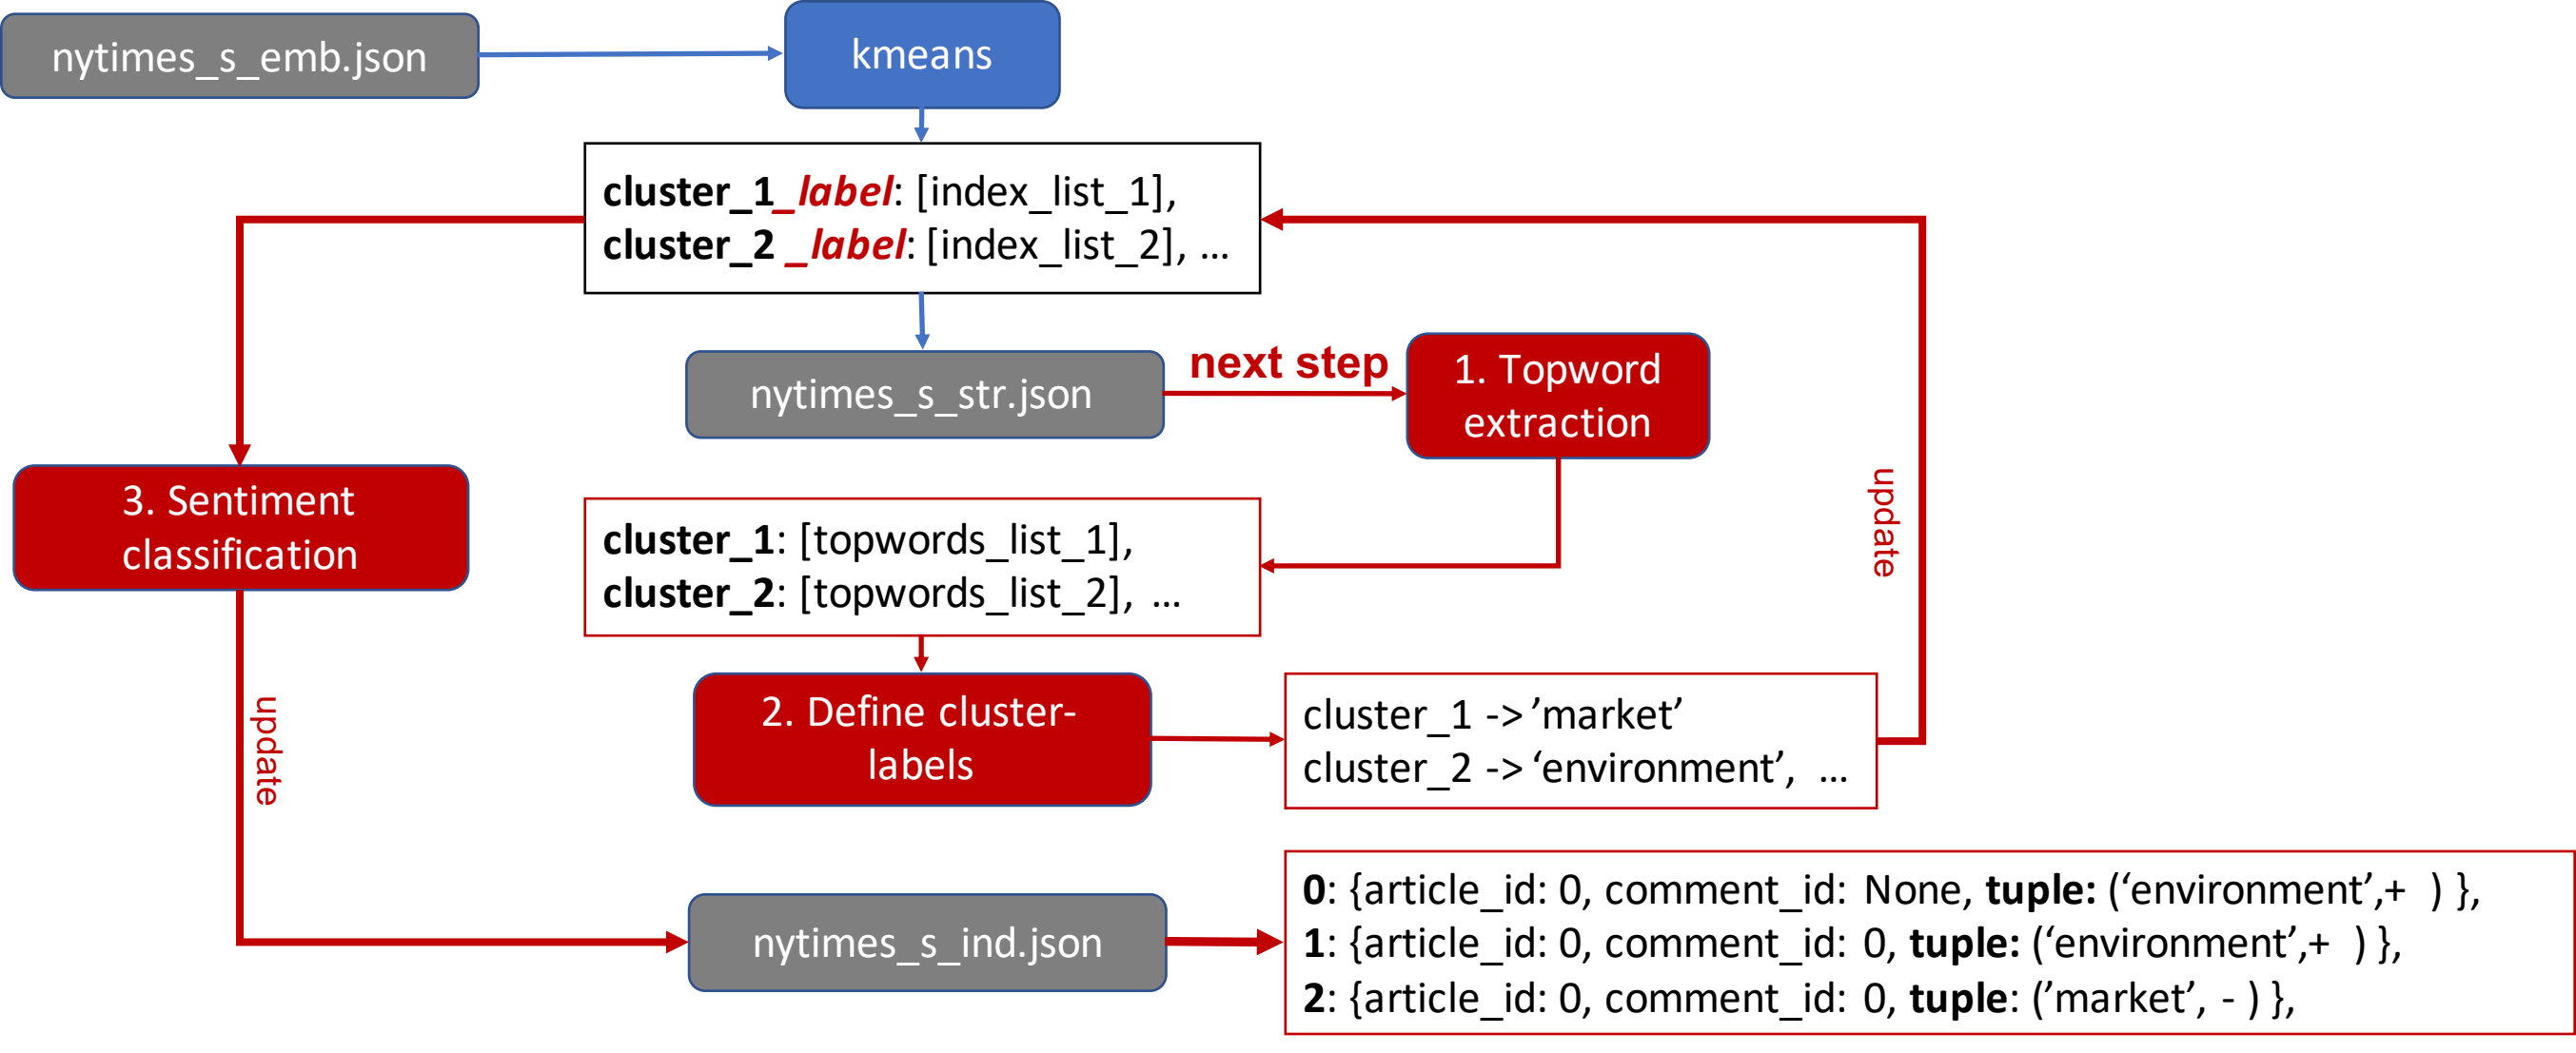 nytimes_s_emb.json
kmeans
cluster_1_label: [index_list_1],
cluster_2 _label: [index_list_2], ...
nytimes_s_str.json
next step
1. Topword
extraction
update
3. Sentiment
classification
cluster_1: [topwords_list_1],
cluster_2: [topwords_list_2], ...
2. Define cluster-
labels
cluster_1 -> ’market’
cluster_2 -> ‘environment’, ...
update
nytimes_s_ind.json
0: {article_id: 0, comment_id: None, tuple: (‘environment’,+ ) },
1: {article_id: 0, comment_id: 0, tuple: (‘environment’,+ ) },
2: {article_id: 0, comment_id: 0, tuple: (’market’, - ) },